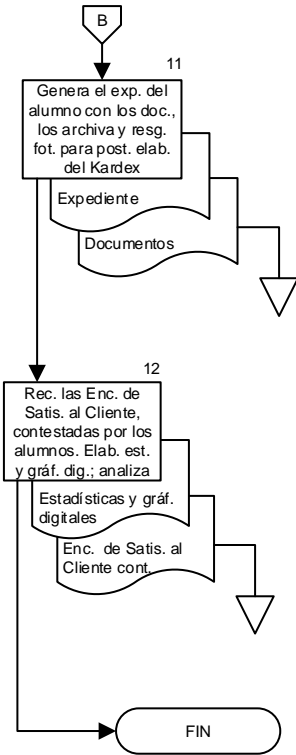 B
11
Genera el exp. del
alumno con los doc.,
los archiva y resg.
fot. para post. elab.
del Kardex
Expediente
Documentos
12
Rec. las Enc. de
Satis. al Cliente,
contestadas por los
alumnos. Elab. est.
y gráf. dig.; analiza
Estadísticas y gráf.
digitales
Enc. de Satis. al
Cliente cont.
FIN